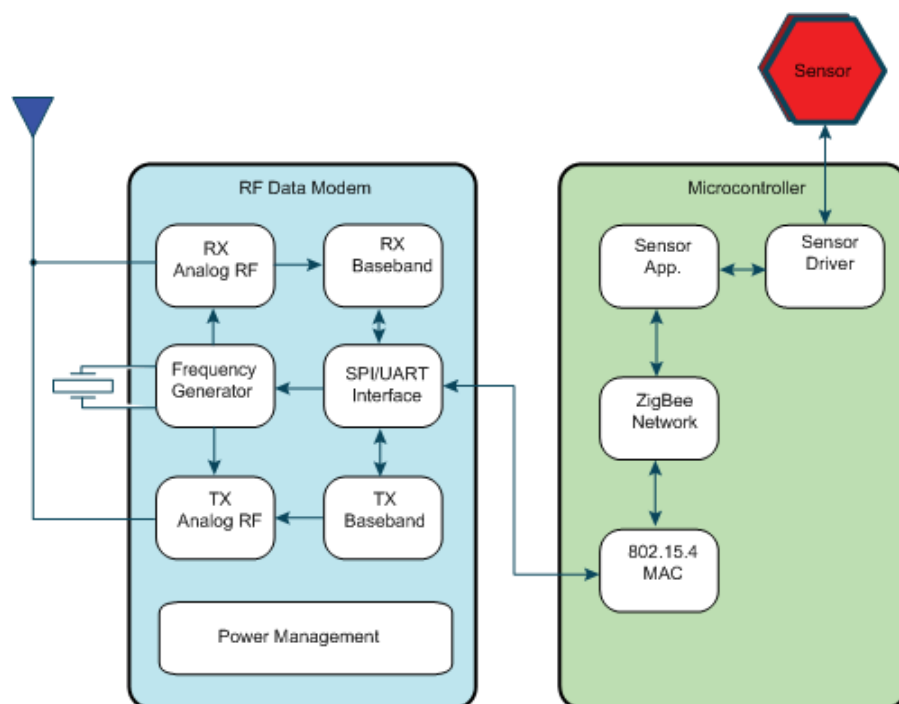 Sensor
RF Data Modem
Microcontroller
RX
Analog RF
RX
Baseband
Sensor
App.
Sensor
Driver
Frequency
Generator
SPI/UART
Interface
ZigBee
Network
TX
Analog RF
TX
Baseband
802.15.4
MAC
Power Management